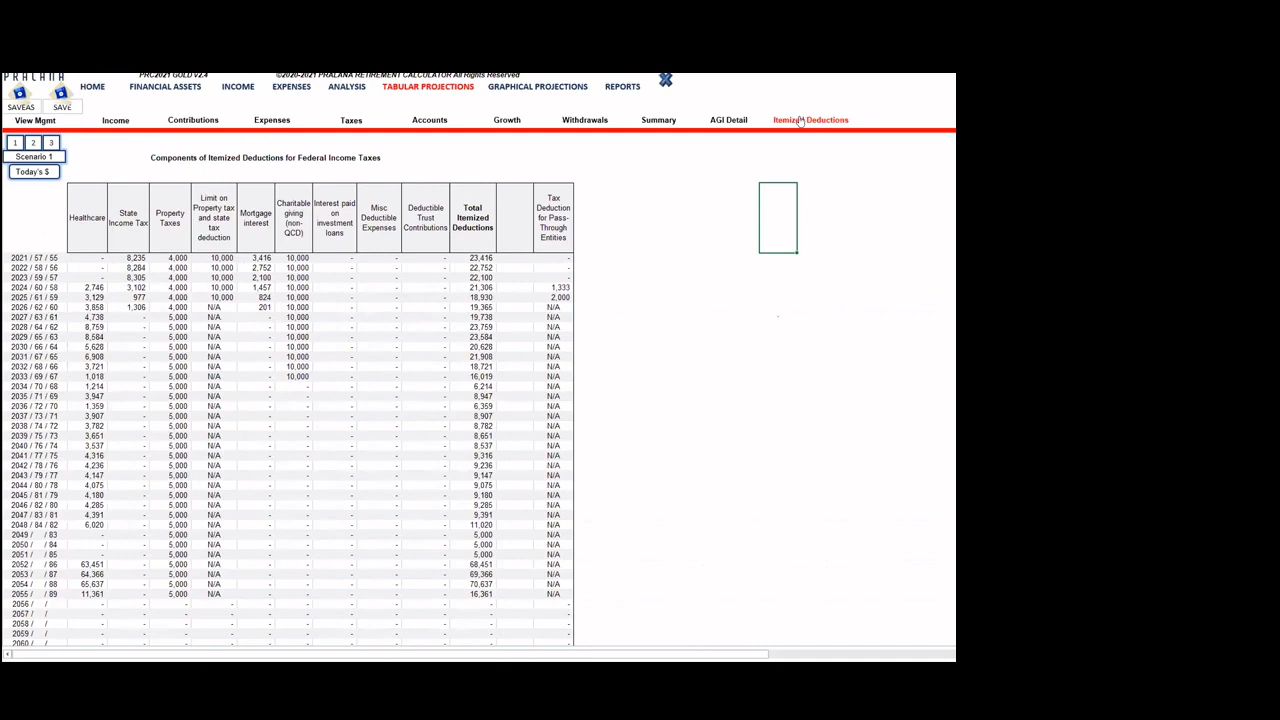 PRALANA PRC2021 GOLD v2.4 ©2020-2021 PRALANA RETIREMENT CALCULATOR All Rights Reserved
HOME FINANCIAL ASSETS INCOME EXPENSES ANALYSIS TABULAR PROJECTIONS GRAPHICAL PROJECTIONS REPORTS
SAVEAS SAVE
View Mgmt Income Contributions Expenses Taxes Accounts Growth Withdrawals Summary AGI Detail Itemized Deductions
1 2 3
Scenario 1 Components of Itemized Deductions for Federal Income Taxes
Today's $
Healthcare State Income Tax Property Taxes Limit on Property tax and state tax deduction Mortgage interest Charitable giving (non-QCD) Interest paid on investment loans Misc Deductible Expenses Deductible Trust Contributions Total Itemized Deductions Tax Deduction for Pass-Through Entities
2021 / 57 / 55 - 8,235 4,000 10,000 3,416 10,000 - - - 23,416 -
2022 / 58 / 56 - 8,284 4,000 10,000 2,752 10,000 - - - 22,752 -
2023 / 59 / 57 - 8,305 4,000 10,000 2,100 10,000 - - - 22,100 -
2024 / 60 / 58 2,746 3,102 4,000 10,000 1,457 10,000 - - - 21,306 1,333
2025 / 61 / 59 3,129 977 4,000 10,000 824 10,000 - - - 18,930 2,000
2026 / 62 / 60 3,858 1,306 4,000 N/A 201 10,000 - - - 19,365 N/A
2027 / 63 / 61 4,738 - 5,000 N/A - 10,000 - - - 19,738 N/A
2028 / 64 / 62 8,759 - 5,000 N/A - 10,000 - - - 23,759 N/A
2029 / 65 / 63 8,584 - 5,000 N/A - 10,000 - - - 23,584 N/A
2030 / 66 / 64 5,628 - 5,000 N/A - 10,000 - - - 20,628 N/A
2031 / 67 / 65 6,908 - 5,000 N/A - 10,000 - - - 21,908 N/A
2032 / 68 / 66 3,721 - 5,000 N/A - 10,000 - - - 18,721 N/A
2033 / 69 / 67 1,018 - 5,000 N/A - 10,000 - - - 16,019 N/A
2034 / 70 / 68 1,214 - 5,000 N/A - - - - - 6,214 N/A
2035 / 71 / 69 3,947 - 5,000 N/A - - - - - 8,947 N/A
2036 / 72 / 70 1,359 - 5,000 N/A - - - - - 6,359 N/A
2037 / 73 / 71 3,907 - 5,000 N/A - - - - - 8,907 N/A
2038 / 74 / 72 3,782 - 5,000 N/A - - - - - 8,782 N/A
2039 / 75 / 73 3,651 - 5,000 N/A - - - - - 8,651 N/A
2040 / 76 / 74 3,537 - 5,000 N/A - - - - - 8,537 N/A
2041 / 77 / 75 4,316 - 5,000 N/A - - - - - 9,316 N/A
2042 / 78 / 76 4,236 - 5,000 N/A - - - - - 9,236 N/A
2043 / 79 / 77 4,147 - 5,000 N/A - - - - - 9,147 N/A
2044 / 80 / 78 4,075 - 5,000 N/A - - - - - 9,075 N/A
2045 / 81 / 79 4,180 - 5,000 N/A - - - - - 9,180 N/A
2046 / 82 / 80 4,285 - 5,000 N/A - - - - - 9,285 N/A
2047 / 83 / 81 4,391 - 5,000 N/A - - - - - 9,391 N/A
2048 / 84 / 82 6,020 - 5,000 N/A - - - - - 11,020 N/A
2049 / / 83 - - 5,000 N/A - - - - - 5,000 N/A
2050 / / 84 - - 5,000 N/A - - - - - 5,000 N/A
2051 / / 85 - - 5,000 N/A - - - - - 5,000 N/A
2052 / / 86 63,451 - 5,000 N/A - - - - - 68,451 N/A
2053 / / 87 64,366 - 5,000 N/A - - - - - 69,366 N/A
2054 / / 88 65,637 - 5,000 N/A - - - - - 70,637 N/A
2055 / / 89 11,361 - 5,000 N/A - - - - - 16,361 N/A
2056 / / - - - - - - - - - - -
2057 / / - - - - - - - - - - -
2058 / / - - - - - - - - - - -
2059 / / - - - - - - - - - - -
2060 / / - - - - - - - - - - -